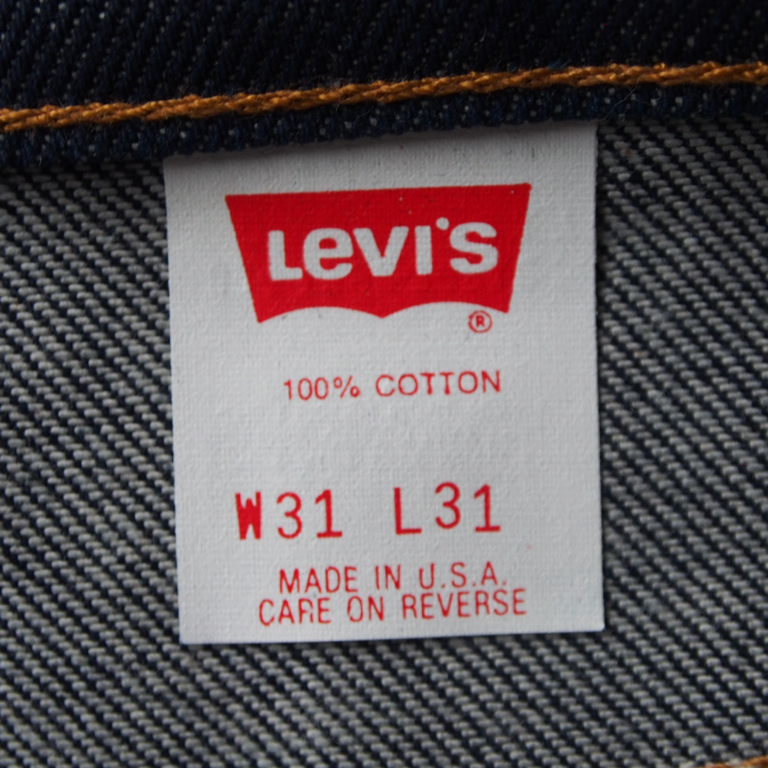 Levi's
®
100% COTTON
W31 L31
MADE IN U.S.A.
CARE ON REVERSE